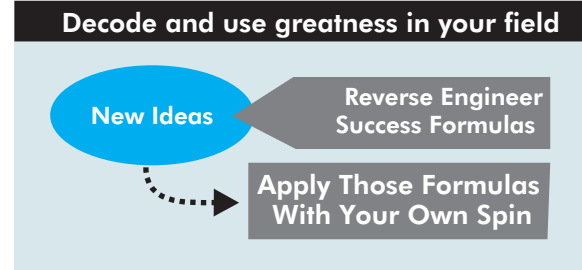 Decode and use greatness in your field
New Ideas
Reverse Engineer
Success Formulas
Apply Those Formulas
With Your Own Spin